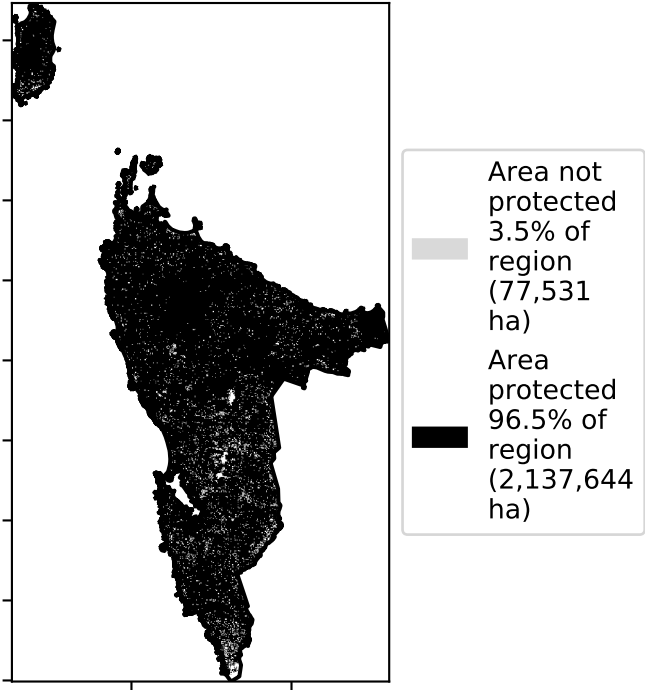 Area not
protected
3.5% of
region
(77,531
ha)
Area
protected
96.5% of
region
(2,137,644
ha)